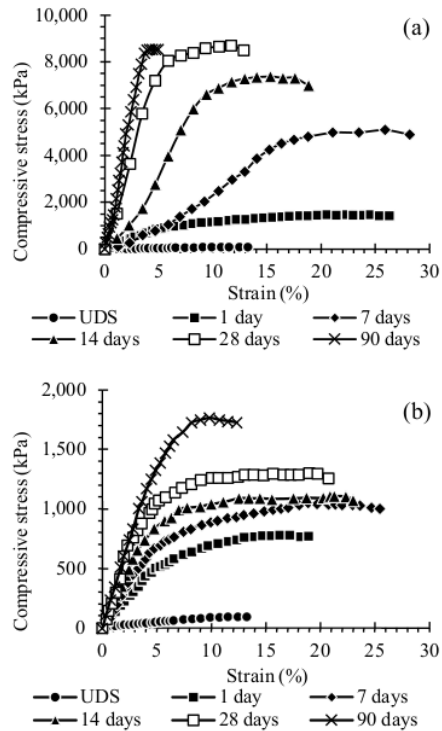 (a)
Compressive stress (kPa)
10,000
8,000
6,000
4,000
2,000
0
0 5 10 15 20 25 30
Strain (%)
UDS 1 day 7 days
14 days 28 days 90 days
(b)
Compressive stress (kPa)
2,000
1,500
1,000
500
0
0 5 10 15 20 25 30
Strain (%)
UDS 1 day 7 days
14 days 28 days 90 days